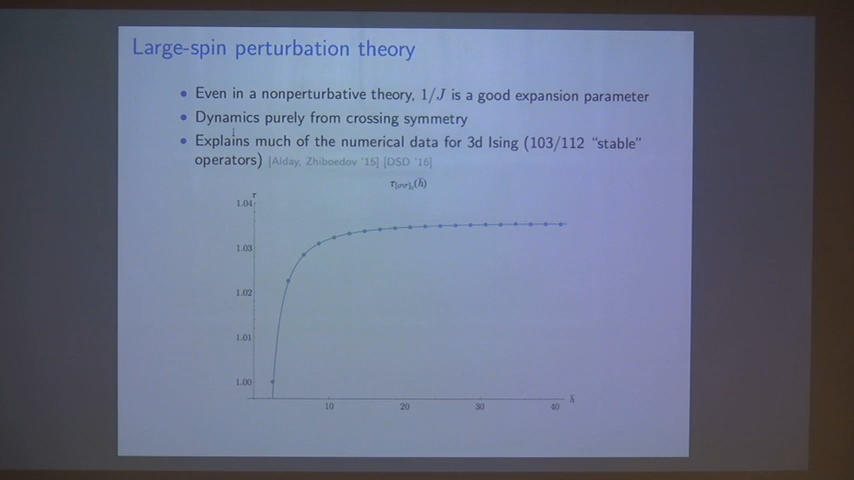 Large-spin perturbation theory
• Even in a nonperturbative theory, 1/J is a good expansion parameter
• Dynamics purely from crossing symmetry
• Explains much of the numerical data for 3d Ising (103/112 "stable"
operators) [Alday, Zhiboedov '15] [DSD '16]
τ[σσ]₀(h̄)
τ
1.04
1.03
1.02
1.01
1.00
10 20 30 40 h̄